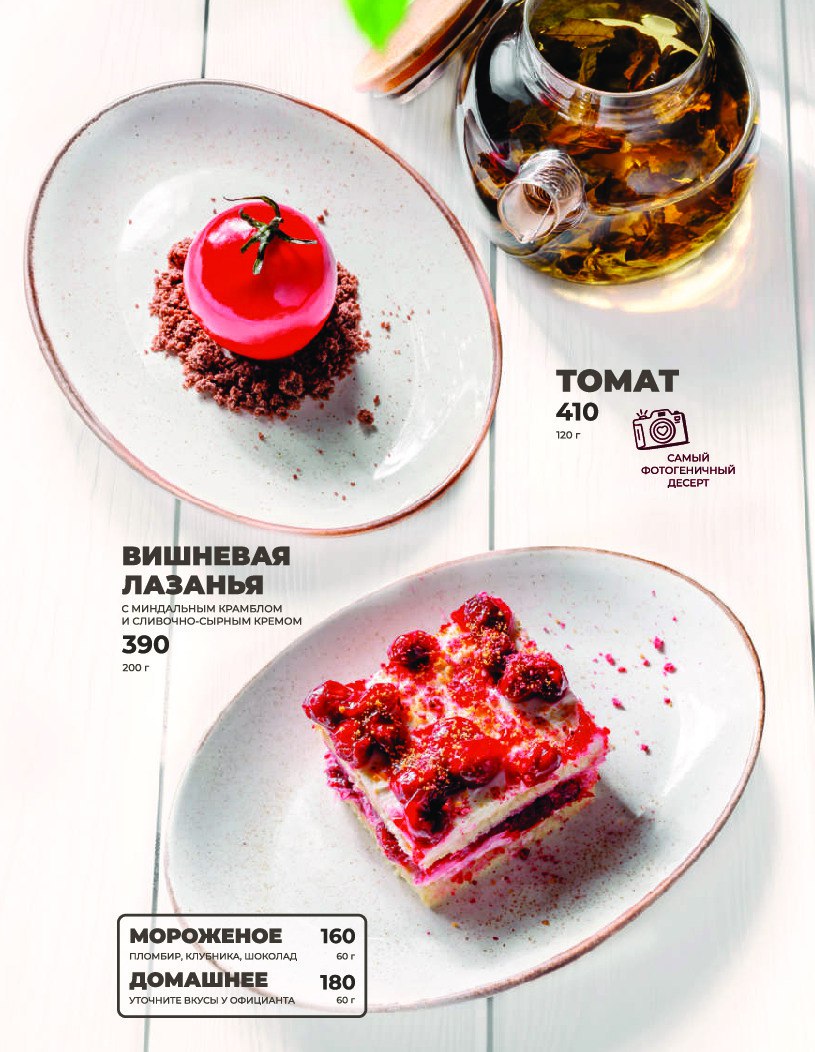 ТОМАТ
410
120 г
САМЫЙ
ФОТОГЕНИЧНЫЙ
ДЕСЕРТ
ВИШНЕВАЯ
ЛАЗАНЬЯ
С МИНДАЛЬНЫМ КРАМБЛОМ
И СЛИВОЧНО-СЫРНЫМ КРЕМОМ
390
200 г
МОРОЖЕНОЕ 160
ПЛОМБИР, КЛУБНИКА, ШОКОЛАД 60 г
ДОМАШНЕЕ 180
УТОЧНИТЕ ВКУСЫ У ОФИЦИАНТА 60 г